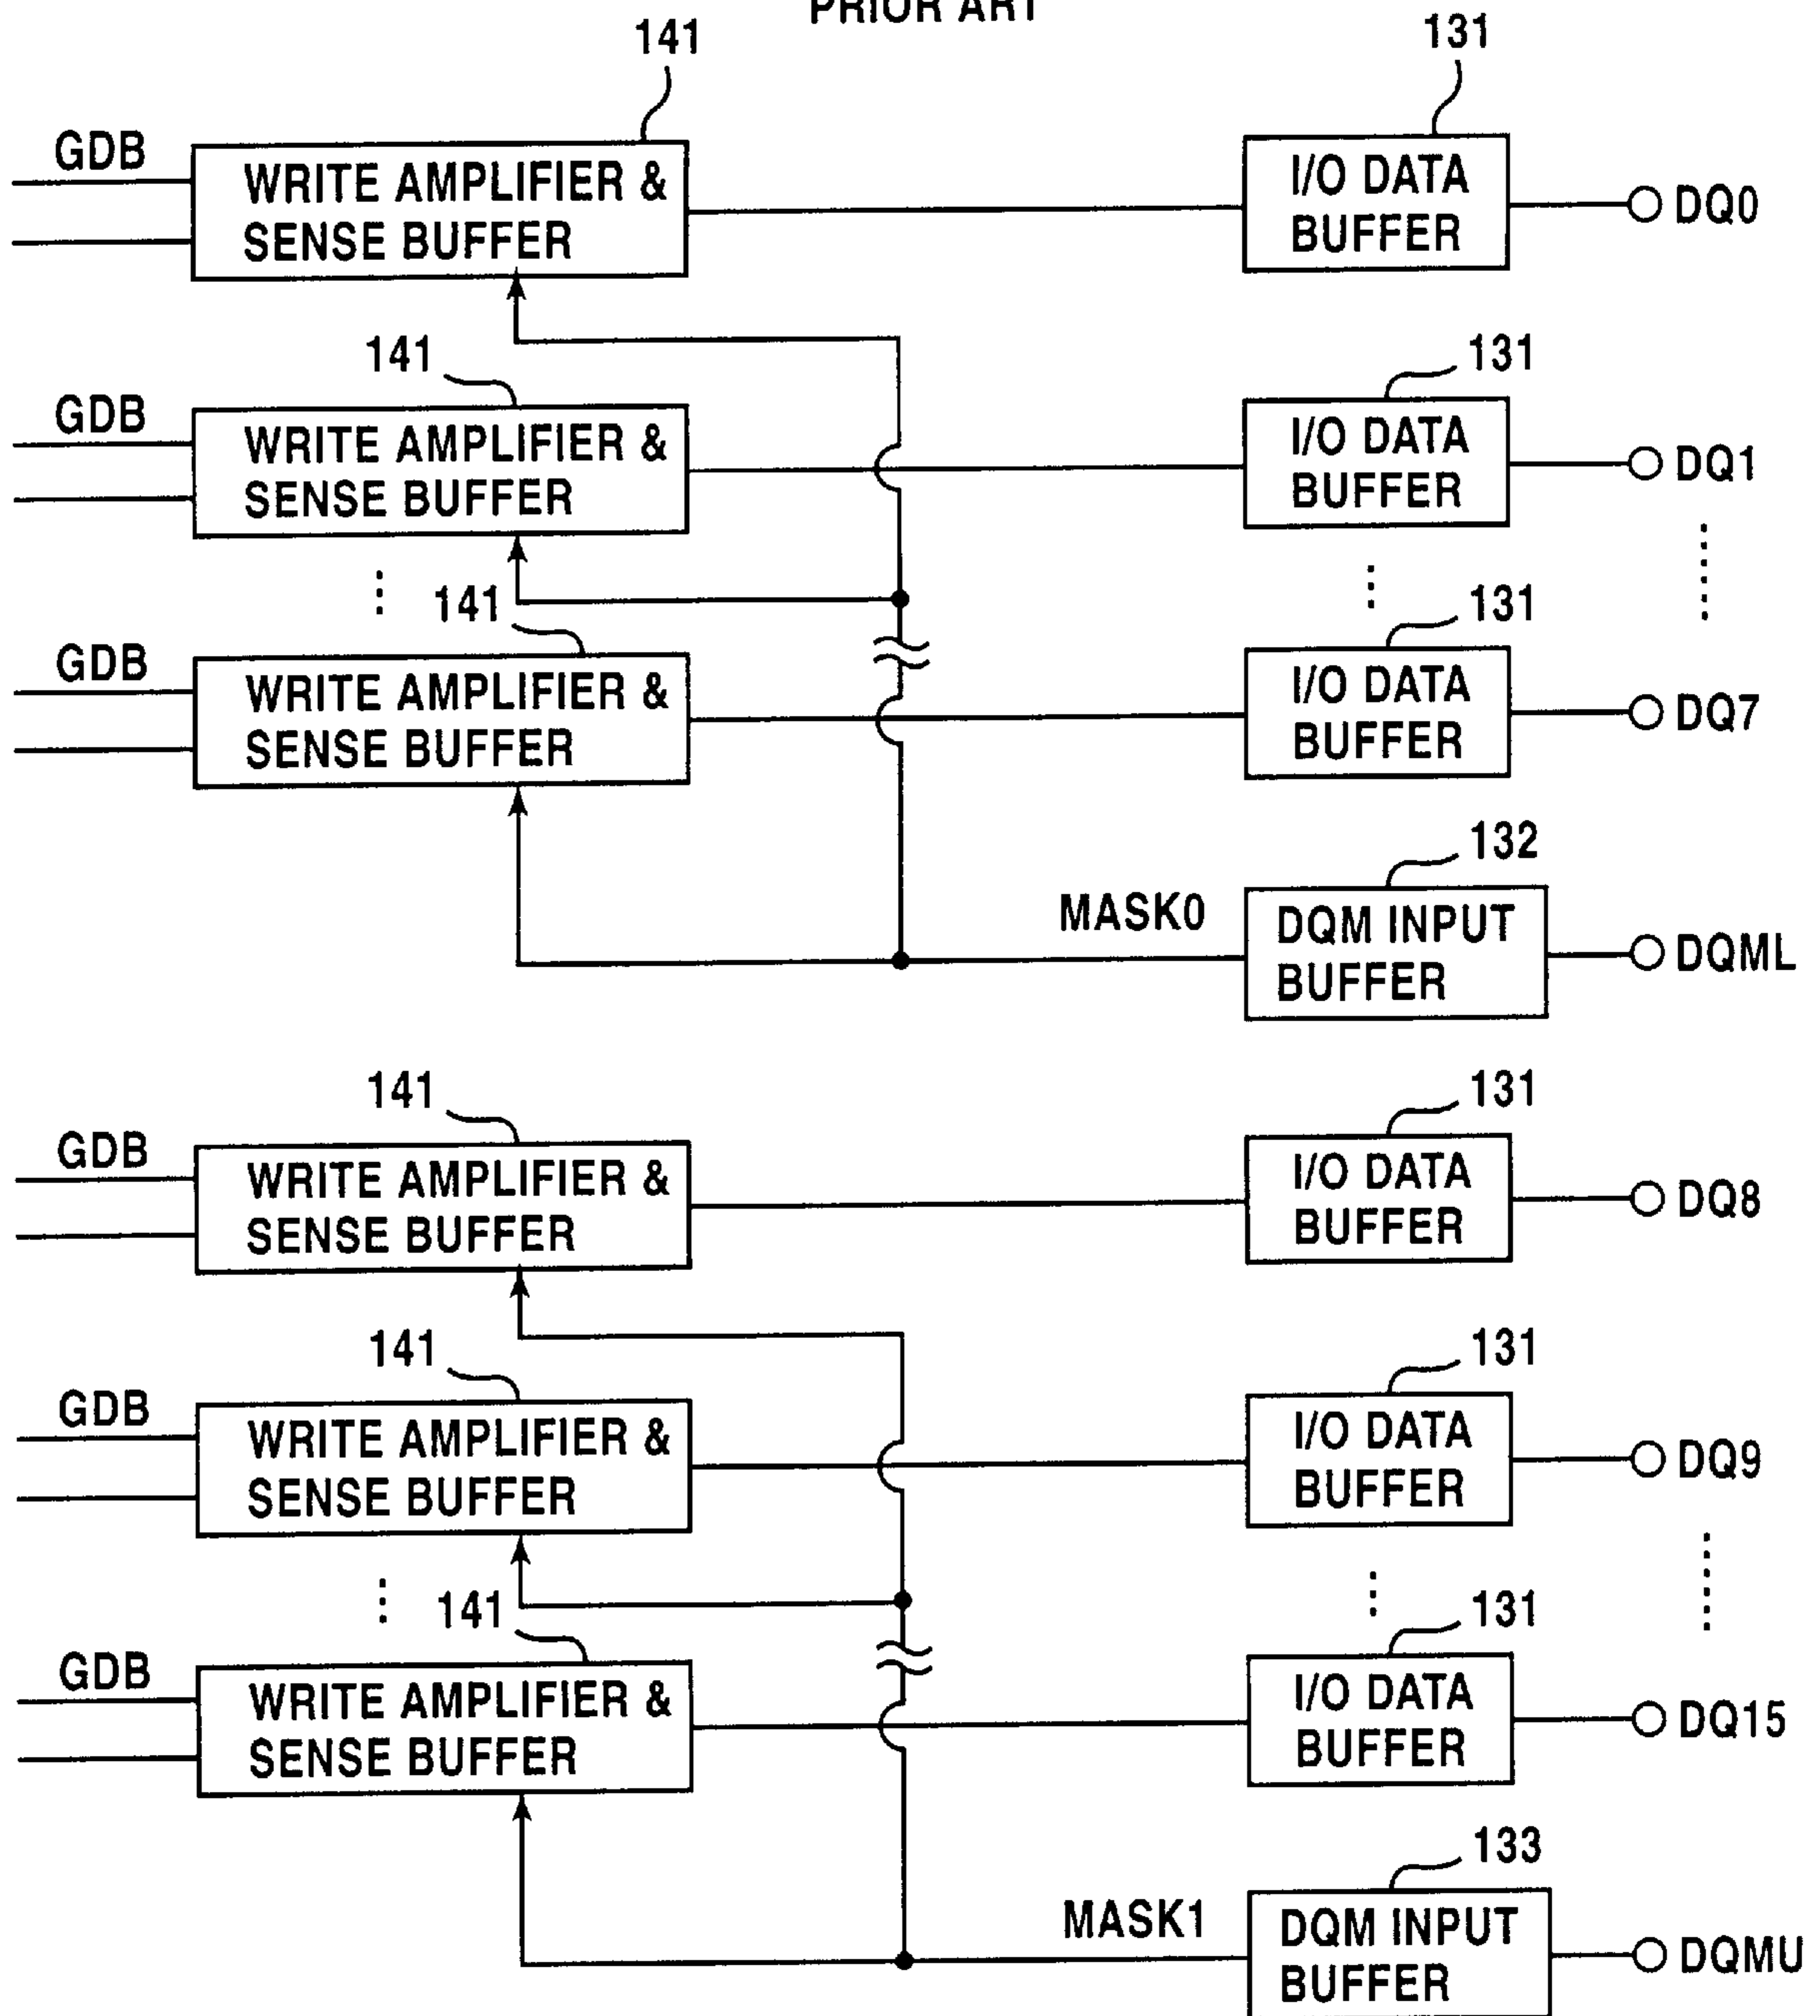 PRIOR ART
141
131
GDB
WRITE AMPLIFIER &
SENSE BUFFER
I/O DATA
BUFFER
DQ0
141
131
GDB
WRITE AMPLIFIER &
SENSE BUFFER
I/O DATA
BUFFER
DQ1
141
131
GDB
WRITE AMPLIFIER &
SENSE BUFFER
I/O DATA
BUFFER
DQ7
132
MASK0
DQM INPUT
BUFFER
DQML
141
131
GDB
WRITE AMPLIFIER &
SENSE BUFFER
I/O DATA
BUFFER
DQ8
141
131
GDB
WRITE AMPLIFIER &
SENSE BUFFER
I/O DATA
BUFFER
DQ9
141
131
GDB
WRITE AMPLIFIER &
SENSE BUFFER
I/O DATA
BUFFER
DQ15
133
MASK1
DQM INPUT
BUFFER
DQMU